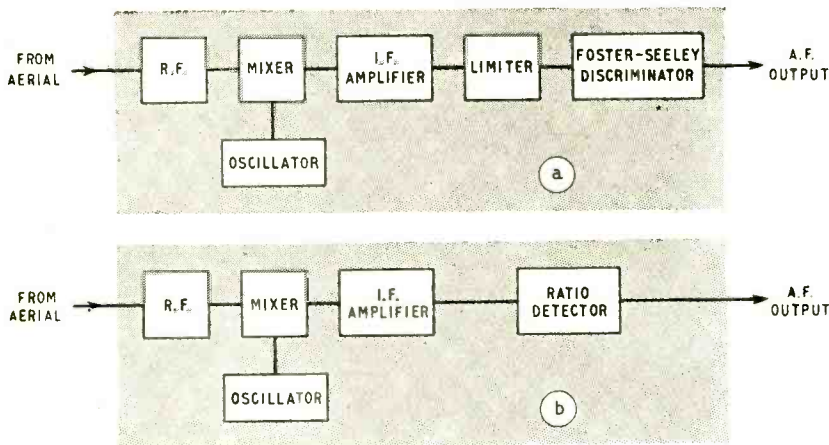 FROM
AERIAL
R.F.
MIXER
I.F.
AMPLIFIER
LIMITER
FOSTER-SEELEY
DISCRIMINATOR
A.F.
OUTPUT
OSCILLATOR
a
FROM
AERIAL
R.F.
MIXER
I.F.
AMPLIFIER
RATIO
DETECTOR
A.F.
OUTPUT
OSCILLATOR
b